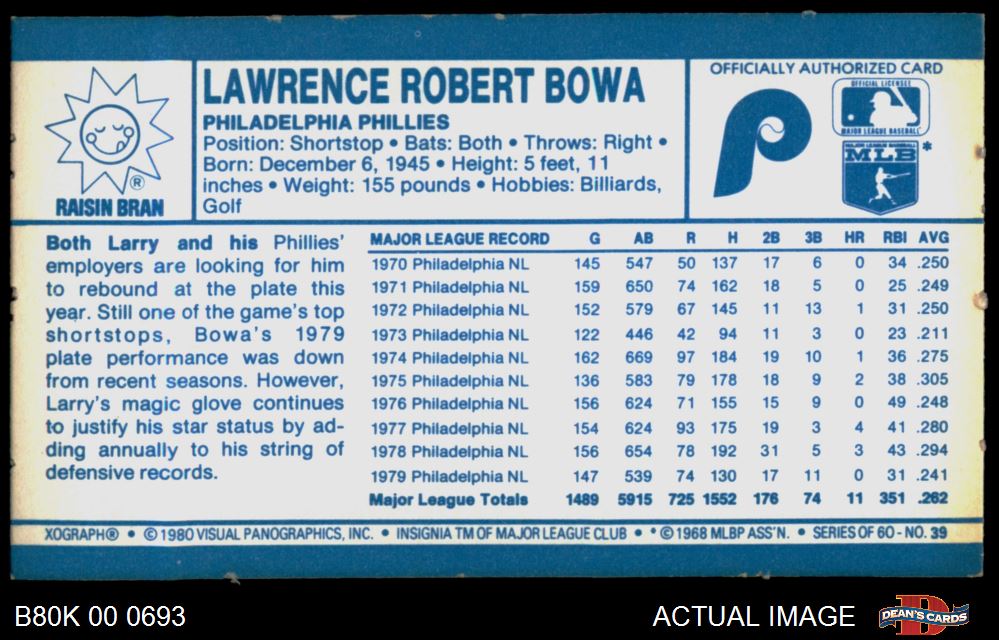 RAISIN BRAN
®
LAWRENCE ROBERT BOWA
PHILADELPHIA PHILLIES
Position: Shortstop • Bats: Both • Throws: Right •
Born: December 6, 1945 • Height: 5 feet, 11
inches • Weight: 155 pounds • Hobbies: Billiards,
Golf
OFFICIALLY AUTHORIZED CARD
P
OFFICIAL LICENSEE
MAJOR LEAGUE BASEBALL
MAJOR LEAGUE BASEBALL
MLB *
Both Larry and his Phillies'
employers are looking for him
to rebound at the plate this
year. Still one of the game's top
shortstops, Bowa's 1979
plate performance was down
from recent seasons. However,
Larry's magic glove continues
to justify his star status by ad-
ding annually to his string of
defensive records.
MAJOR LEAGUE RECORD G AB R H 2B 3B HR RBI AVG
1970 Philadelphia NL 145 547 50 137 17 6 0 34 .250
1971 Philadelphia NL 159 650 74 162 18 5 0 25 .249
1972 Philadelphia NL 152 579 67 145 11 13 1 31 .250
1973 Philadelphia NL 122 446 42 94 11 3 0 23 .211
1974 Philadelphia NL 162 669 97 184 19 10 1 36 .275
1975 Philadelphia NL 136 583 79 178 18 9 2 38 .305
1976 Philadelphia NL 156 624 71 155 15 9 0 49 .248
1977 Philadelphia NL 154 624 93 175 19 3 4 41 .280
1978 Philadelphia NL 156 654 78 192 31 5 3 43 .294
1979 Philadelphia NL 147 539 74 130 17 11 0 31 .241
Major League Totals 1489 5915 725 1552 176 74 11 351 .262
XOGRAPH® • © 1980 VISUAL PANOGRAPHICS, INC. • INSIGNIA TM OF MAJOR LEAGUE CLUB • * © 1968 MLBP ASS'N. • SERIES OF 60 - NO. 39
B80K 00 0693
ACTUAL IMAGE
DEAN'S CARDS